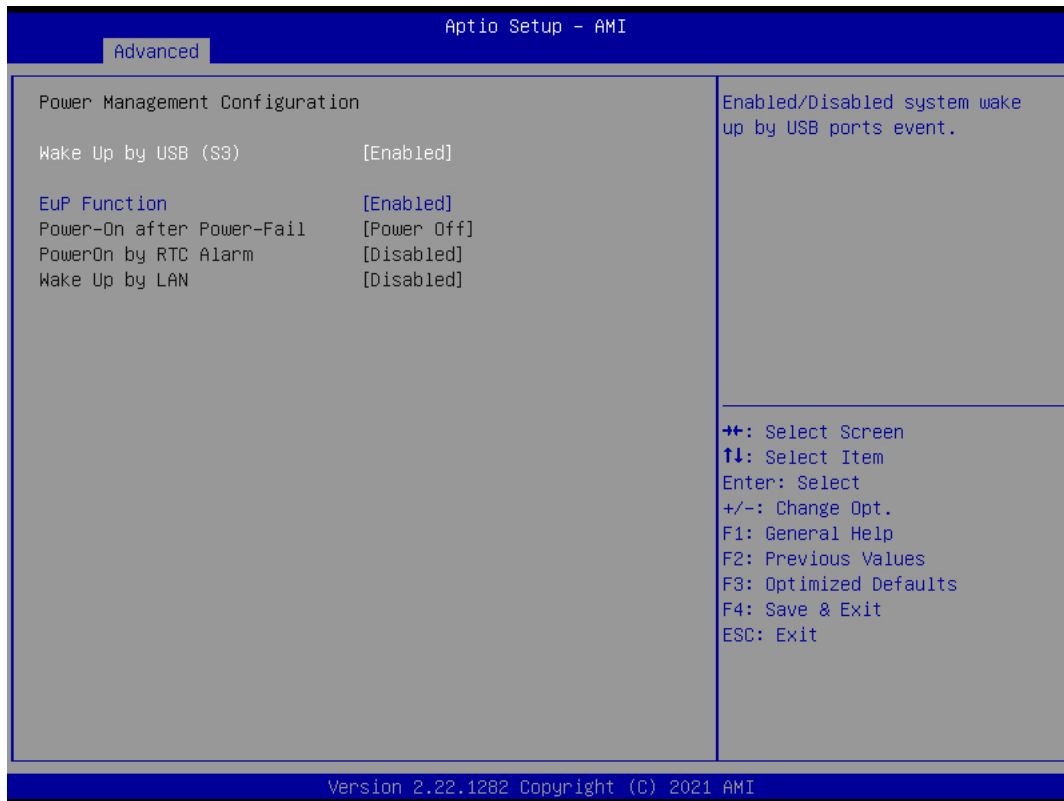 Aptio Setup – AMI
Advanced
Power Management Configuration
Wake Up by USB (S3) [Enabled]
EuP Function [Enabled]
Power-On after Power-Fail [Power Off]
PowerOn by RTC Alarm [Disabled]
Wake Up by LAN [Disabled]
Enabled/Disabled system wake
up by USB ports event.
→←: Select Screen
↑↓: Select Item
Enter: Select
+/-: Change Opt.
F1: General Help
F2: Previous Values
F3: Optimized Defaults
F4: Save & Exit
ESC: Exit
Version 2.22.1282 Copyright (C) 2021 AMI